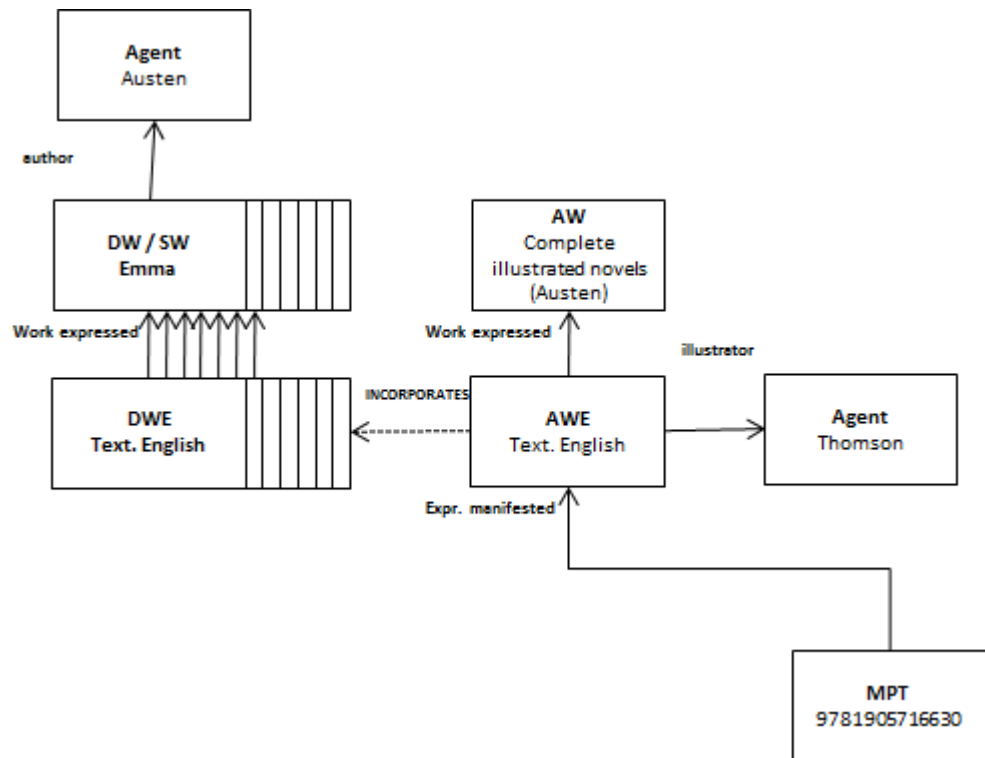 Agent
Austen
author
DW / SW
Emma
AW
Complete
illustrated novels
(Austen)
Work expressed
Work expressed
illustrator
INCORPORATES
DWE
Text. English
AWE
Text. English
Agent
Thomson
Expr. manifested
MPT
9781905716630